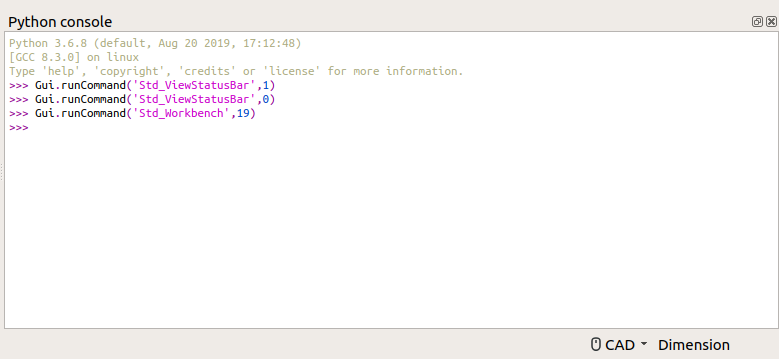 Python console
Python 3.6.8 (default, Aug 20 2019, 17:12:48)
[GCC 8.3.0] on linux
Type 'help', 'copyright', 'credits' or 'license' for more information.
>>> Gui.runCommand('Std_ViewStatusBar',1)
>>> Gui.runCommand('Std_ViewStatusBar',0)
>>> Gui.runCommand('Std_Workbench',19)
>>>
CAD Dimension